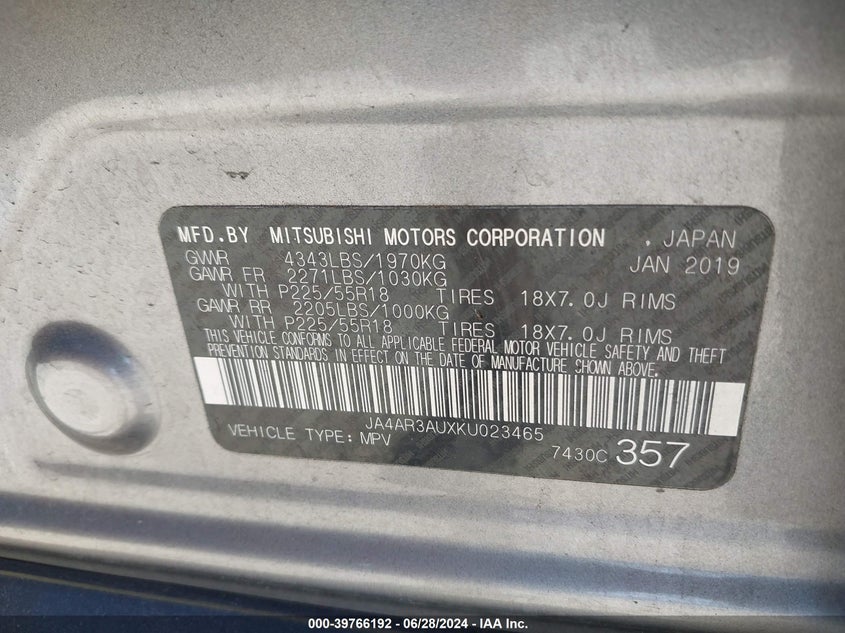 MFD.BY MITSUBISHI MOTORS CORPORATION . JAPAN
GVWR 4343LBS/1970KG JAN 2019
GAWR FR 2271LBS/1030KG
WITH P225/55R18 TIRES 18X7.0J RIMS
GAWR RR 2205LBS/1000KG
WITH P225/55R18 TIRES 18X7.0J RIMS
THIS VEHICLE CONFORMS TO ALL APPLICABLE FEDERAL MOTOR VEHICLE SAFETY AND THEFT
PREVENTION STANDARDS IN EFFECT ON THE DATE OF MANUFACTURE SHOWN ABOVE.
JA4AR3AUXKU023465
VEHICLE TYPE: MPV 7430C 357
000-39766192 - 06/28/2024 - IAA Inc.